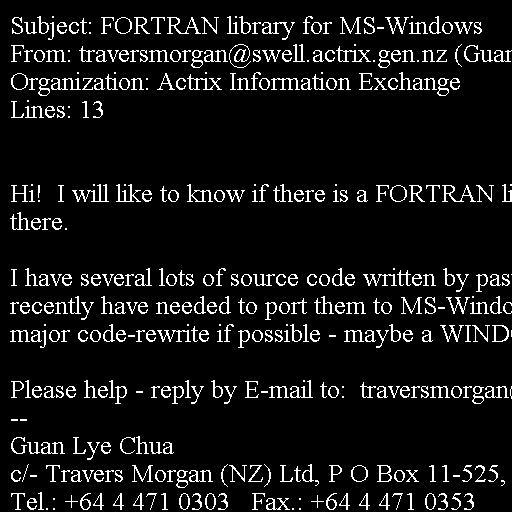 Subject: FORTRAN library for MS-Windows
From: traversmorgan@swell.actrix.gen.nz (Guan
Organization: Actrix Information Exchange
Lines: 13
Hi!  I will like to know if there is a FORTRAN li
there.
I have several lots of source code written by pas
recently have needed to port them to MS-Windo
major code-rewrite if possible - maybe a WIND
Please help - reply by E-mail to:  traversmorgan@
--
Guan Lye Chua
c/- Travers Morgan (NZ) Ltd, P O Box 11-525,
Tel.: +64 4 471 0303   Fax.: +64 4 471 0353